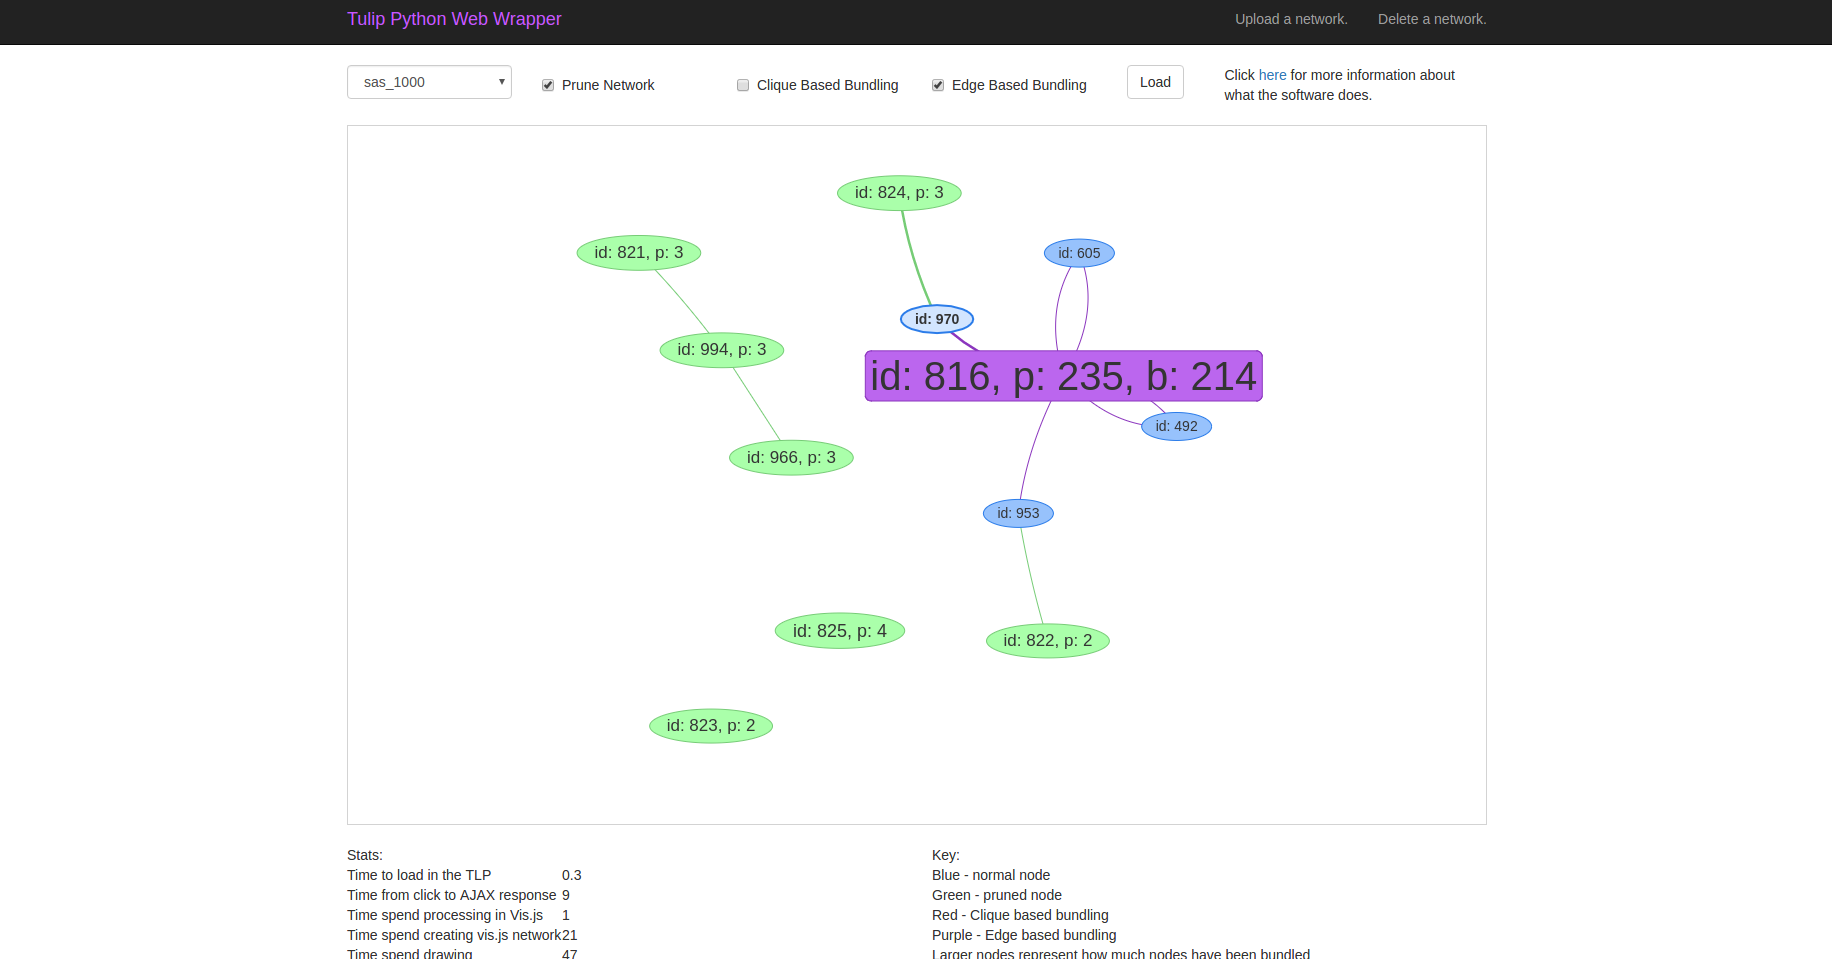 Tulip Python Web Wrapper
Upload a network.
Delete a network.
sas_1000
Prune Network
Clique Based Bundling
Edge Based Bundling
Load
Click here for more information about
what the software does.
id: 824, p: 3
id: 821, p: 3
id: 605
id: 970
id: 994, p: 3
id: 816, p: 235, b: 214
id: 492
id: 966, p: 3
id: 953
id: 825, p: 4
id: 822, p: 2
id: 823, p: 2
Stats:
Time to load in the TLP 0.3
Time from click to AJAX response 9
Time spend processing in Vis.js 1
Time spend creating vis.js network 21
Time spend drawing 47
Key:
Blue - normal node
Green - pruned node
Red - Clique based bundling
Purple - Edge based bundling
Larger nodes represent how much nodes have been bundled